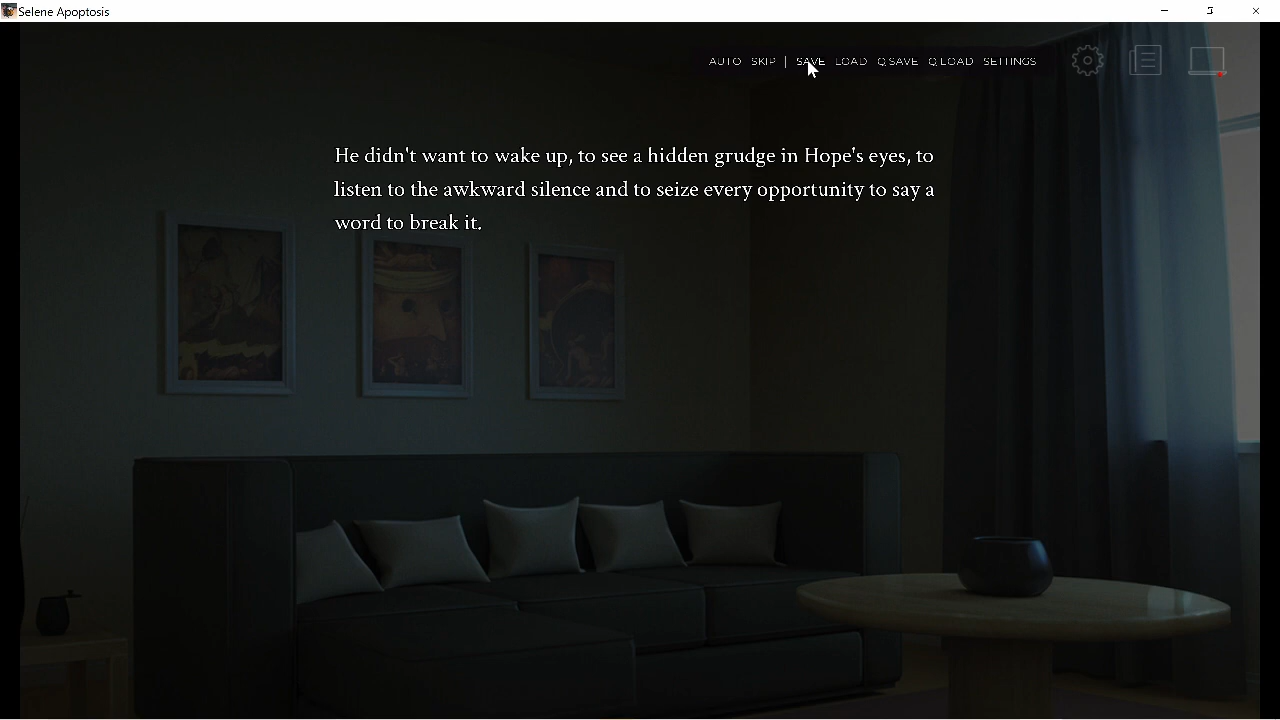 Selene Apoptosis
AUTO SKIP | SAVE LOAD Q.SAVE Q.LOAD SETTINGS
He didn't want to wake up, to see a hidden grudge in Hope's eyes, to
listen to the awkward silence and to seize every opportunity to say a
word to break it.